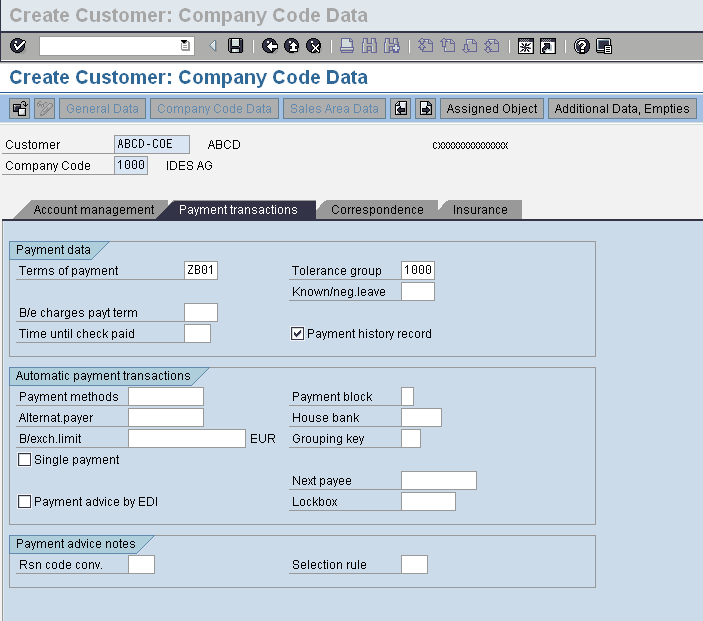 Create Customer: Company Code Data
Create Customer: Company Code Data
General Data Company Code Data Sales Area Data Assigned Object Additional Data, Empties
Customer ABCD-COE ABCD
Company Code 1000 IDES AG
Account management Payment transactions Correspondence Insurance
Payment data
Terms of payment ZB01 Tolerance group 1000
Known/neg.leave
B/e charges payt term
Time until check paid Payment history record
Automatic payment transactions
Payment methods Payment block
Alternat.payer House bank
B/exch.limit EUR Grouping key
Single payment
Next payee
Payment advice by EDI Lockbox
Payment advice notes
Rsn code conv. Selection rule